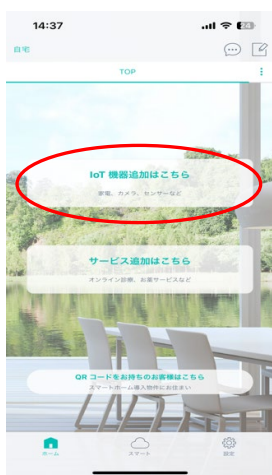 14:37
自宅
TOP
IoT 機器追加はこちら
家電、カメラ、センサーなど
サービス追加はこちら
オンライン診療、お薬サービスなど
QR コードをお持ちのお客様はこちら
スマートホーム導入物件にお住まい
ホーム
スマート
設定